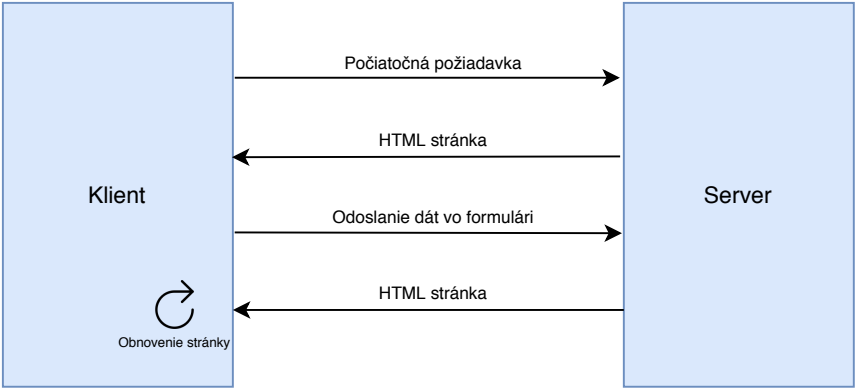 Počiatočná požiadavka
HTML stránka
Klient
Server
Odoslanie dát vo formulári
HTML stránka
Obnovenie stránky